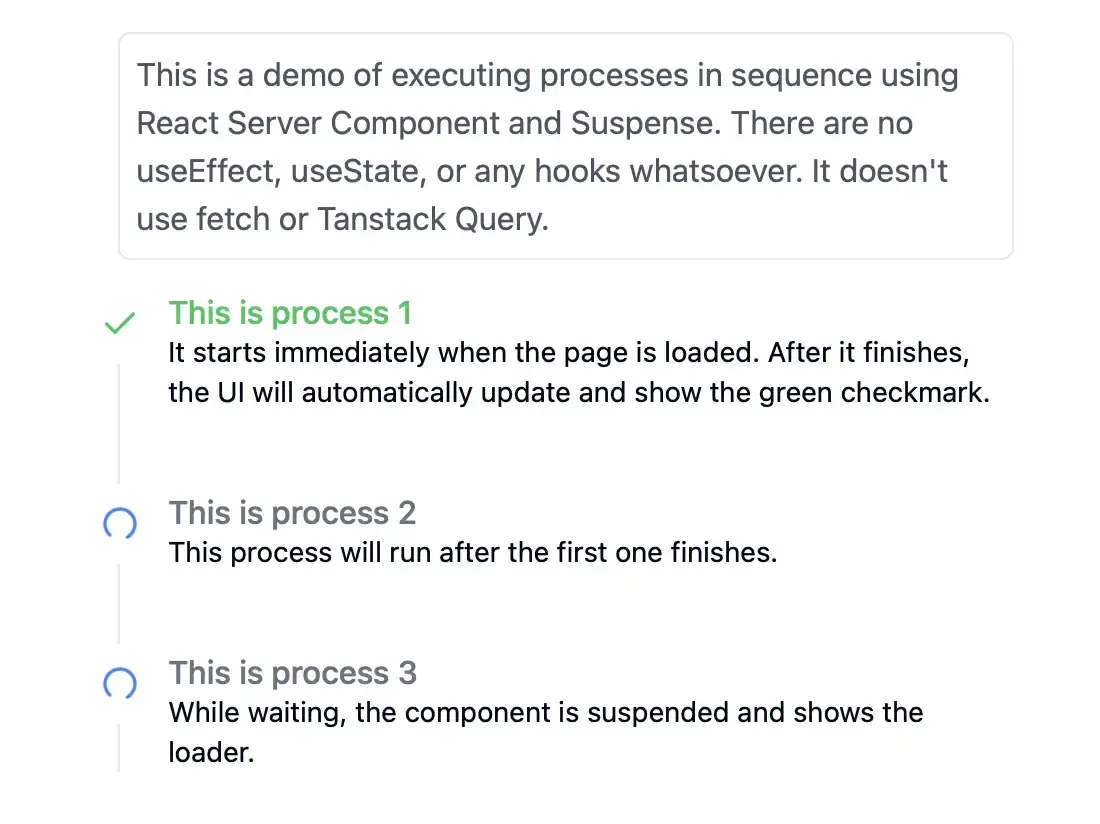 This is a demo of executing processes in sequence using
React Server Component and Suspense. There are no
useEffect, useState, or any hooks whatsoever. It doesn't
use fetch or Tanstack Query.
This is process 1
It starts immediately when the page is loaded. After it finishes,
the UI will automatically update and show the green checkmark.
This is process 2
This process will run after the first one finishes.
This is process 3
While waiting, the component is suspended and shows the
loader.